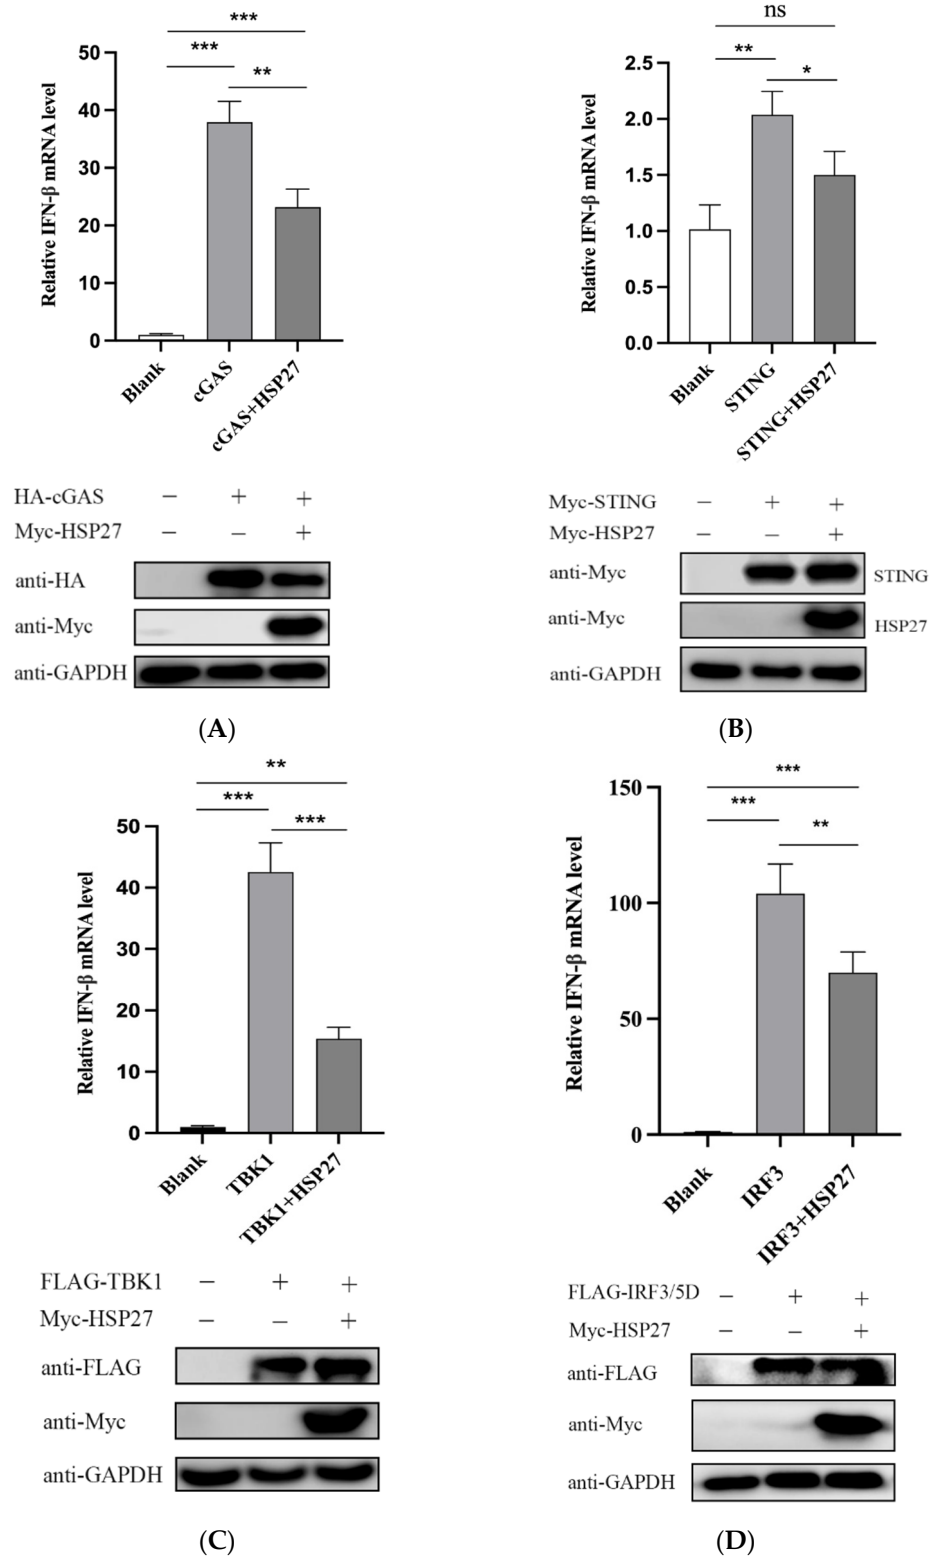 ***
***
**
Relative IFN-β mRNA level
50
40
30
20
10
0
Blank
cGAS
cGAS+HSP27
HA-cGAS − + +
Myc-HSP27 − − +
anti-HA
anti-Myc
anti-GAPDH
(A)
ns
**
*
Relative IFN-β mRNA level
2.5
2.0
1.5
1.0
0.5
0.0
Blank
STING
STING+HSP27
Myc-STING − + +
Myc-HSP27 − − +
anti-Myc STING
anti-Myc HSP27
anti-GAPDH
(B)
**
***
***
Relative IFN-β mRNA level
50
40
30
20
10
0
Blank
TBK1
TBK1+HSP27
FLAG-TBK1 − + +
Myc-HSP27 − − +
anti-FLAG
anti-Myc
anti-GAPDH
(C)
***
***
**
Relative IFN-β mRNA level
150
100
50
0
Blank
IRF3
IRF3+HSP27
FLAG-IRF3/5D − + +
Myc-HSP27 − − +
anti-FLAG
anti-Myc
anti-GAPDH
(D)